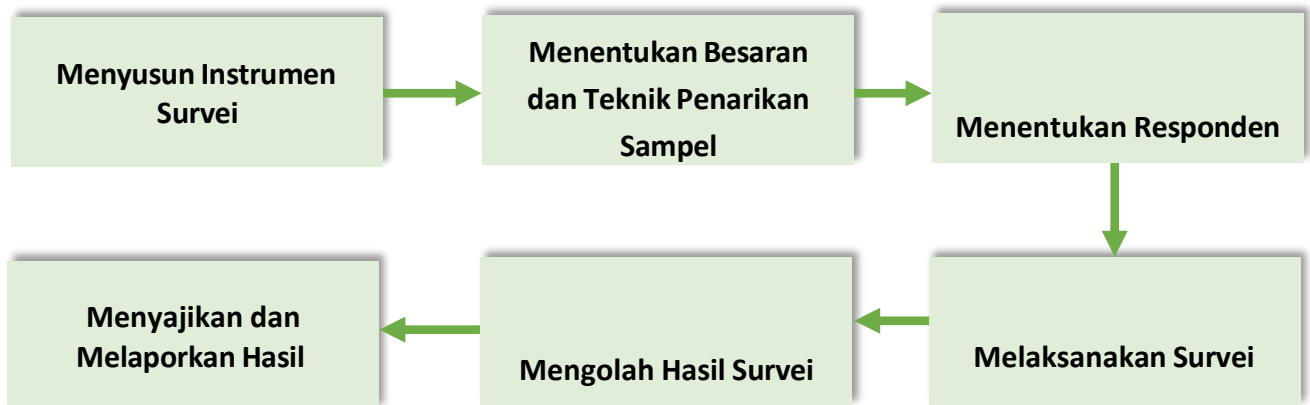 Menyusun Instrumen
Survei
Menentukan Besaran
dan Teknik Penarikan
Sampel
Menentukan Responden
Melaksanakan Survei
Mengolah Hasil Survei
Menyajikan dan
Melaporkan Hasil